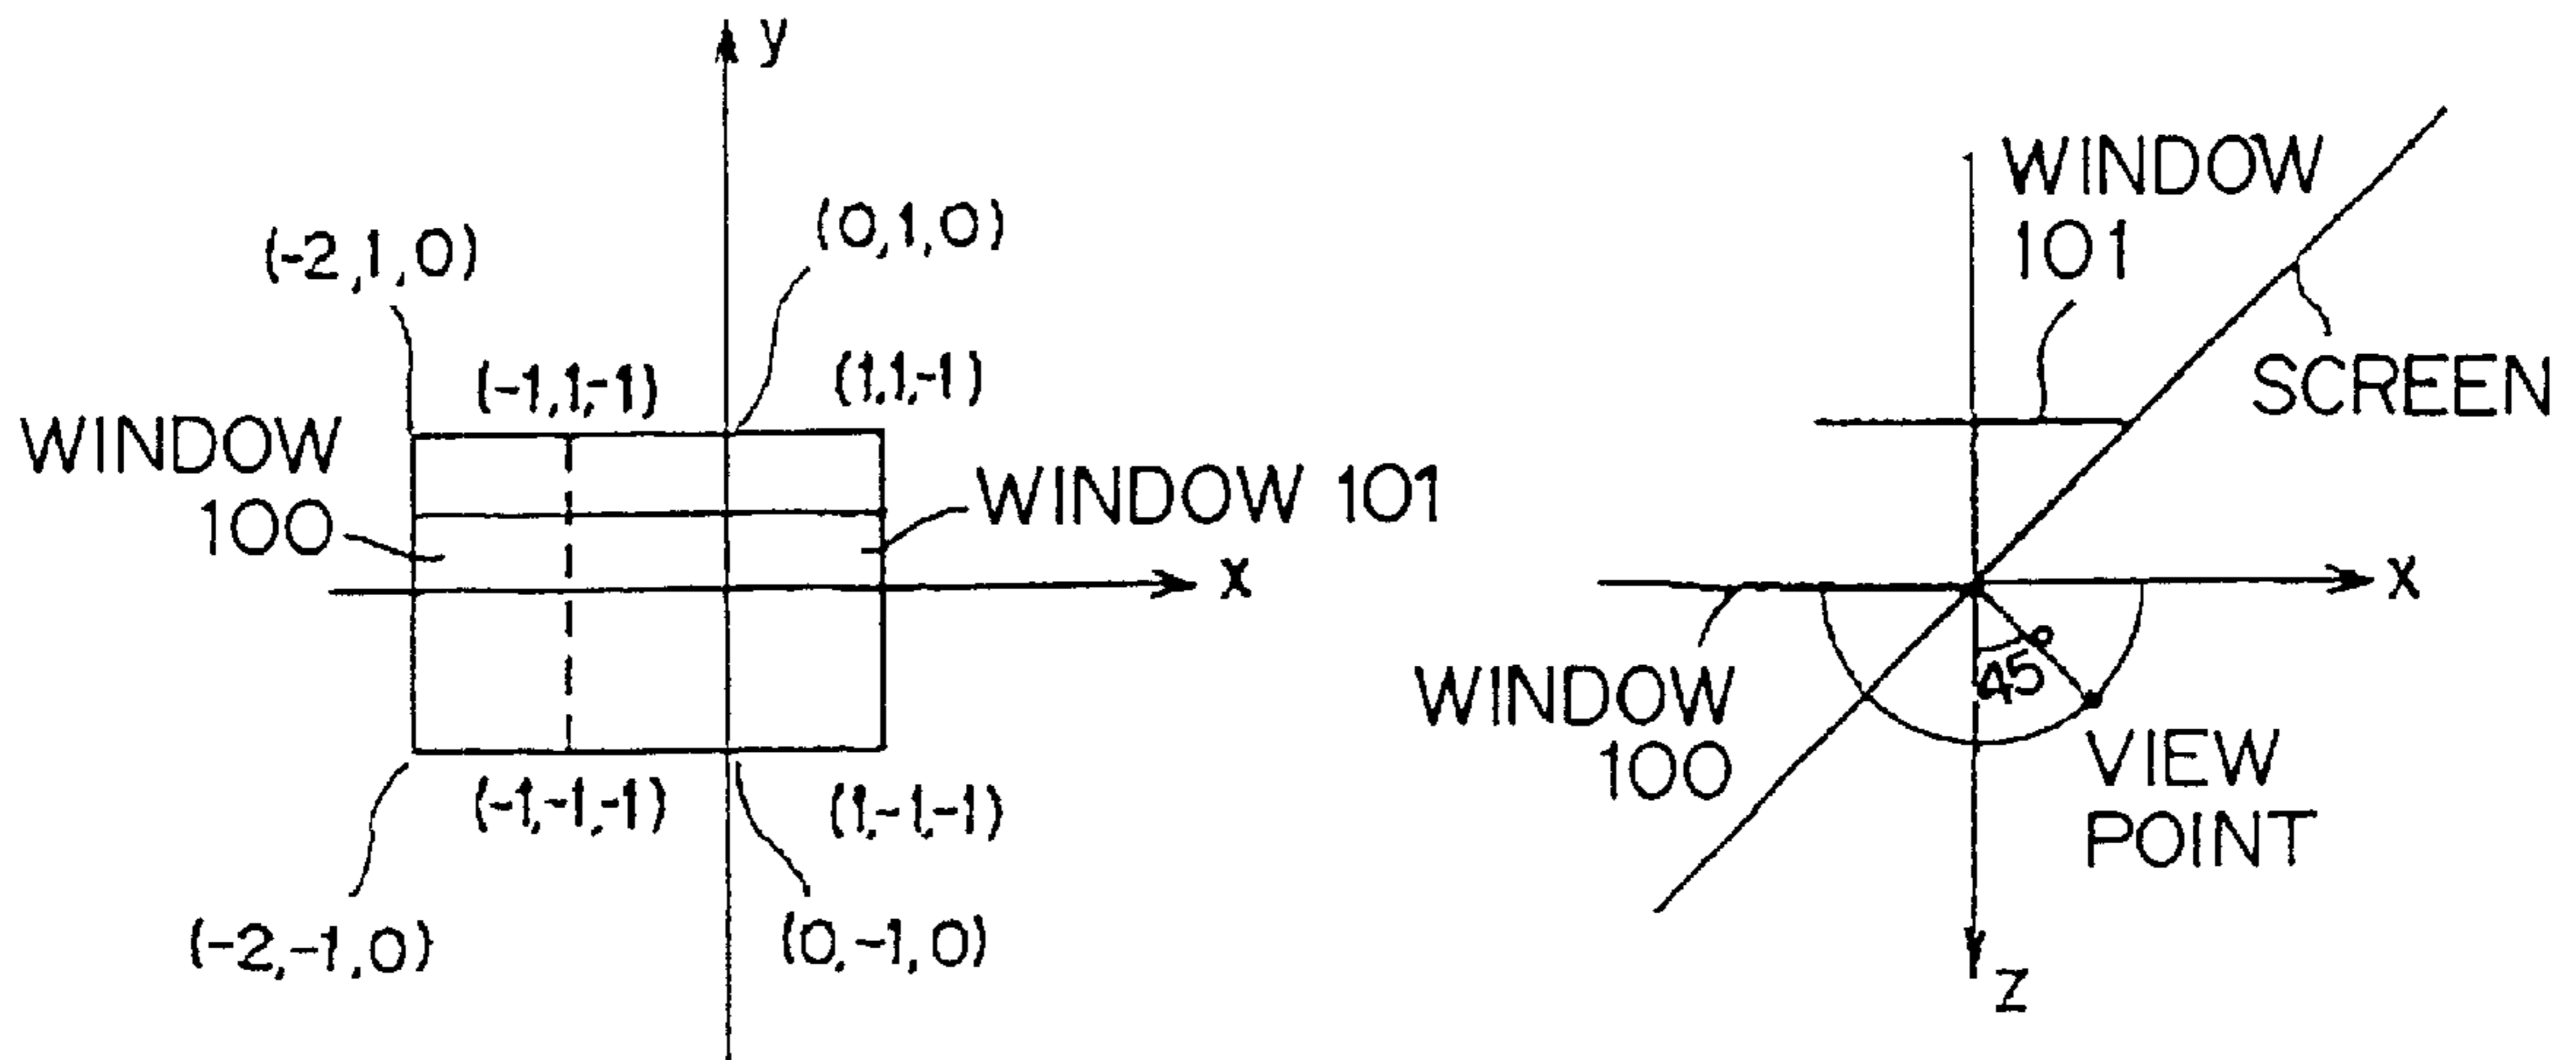 y
(-2,1,0)
(0,1,0)
(-1,1,-1)
(1,1,-1)
WINDOW
100
WINDOW 101
X
(-1,-1,-1)
(1,-1,-1)
(-2,-1,0)
(0,-1,0)
WINDOW
101
SCREEN
X
45°
WINDOW
100
VIEW
POINT
Z